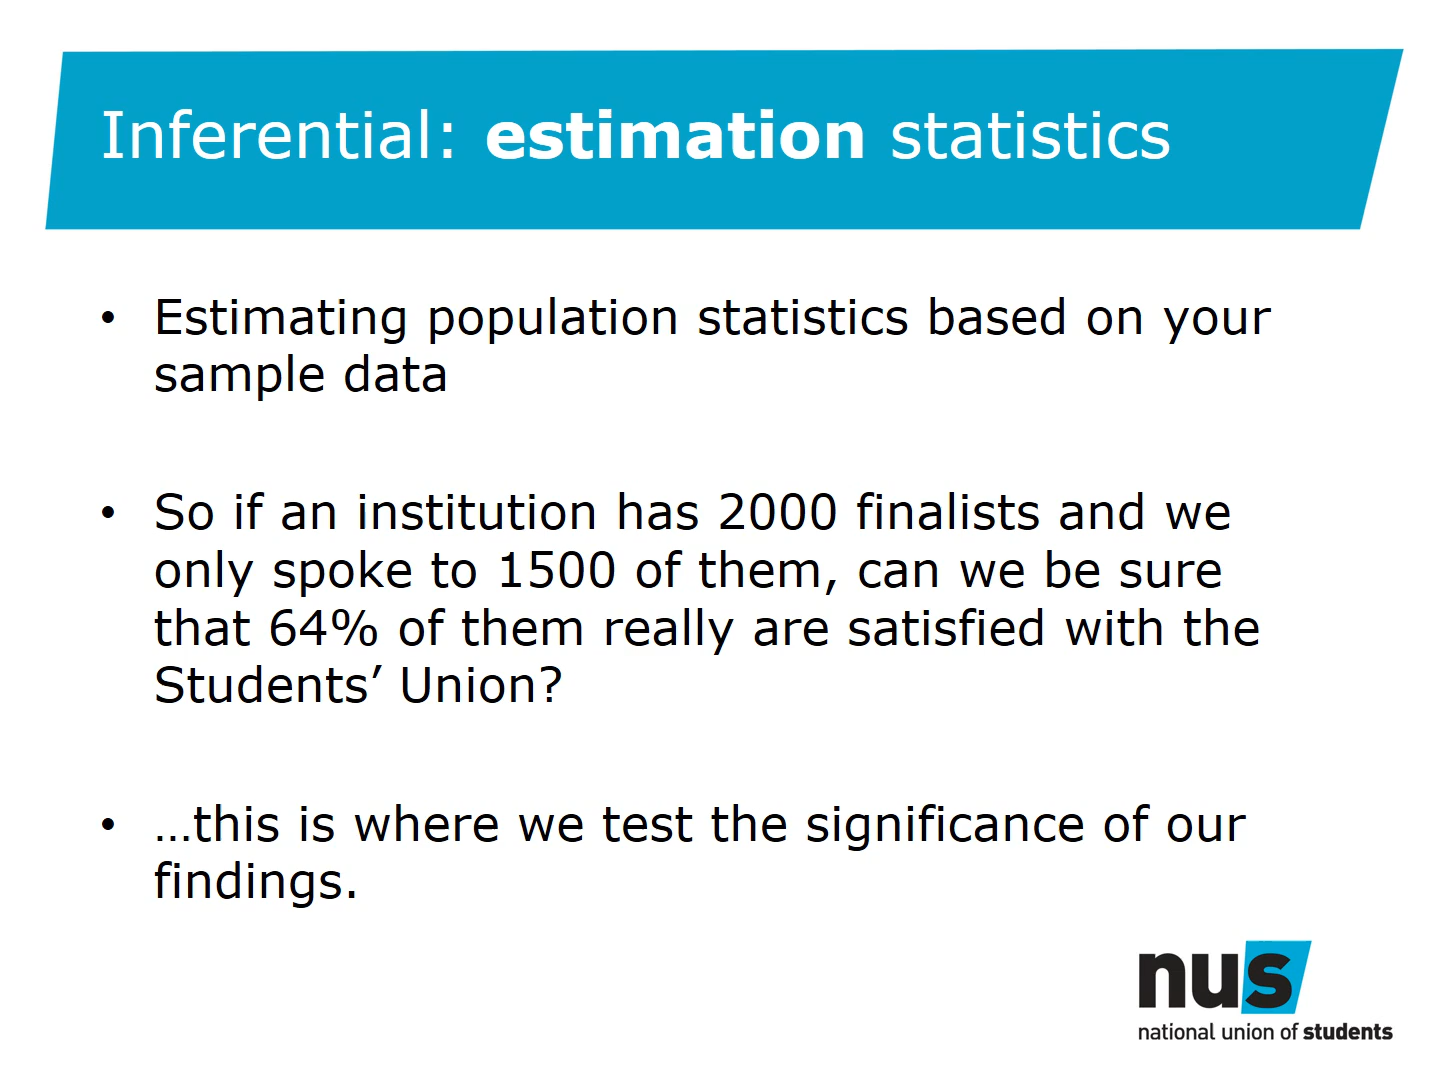 Inferential: estimation statistics
• Estimating population statistics based on your
sample data
• So if an institution has 2000 finalists and we
only spoke to 1500 of them, can we be sure
that 64% of them really are satisfied with the
Students’ Union?
• …this is where we test the significance of our
findings.
nus
national union of students